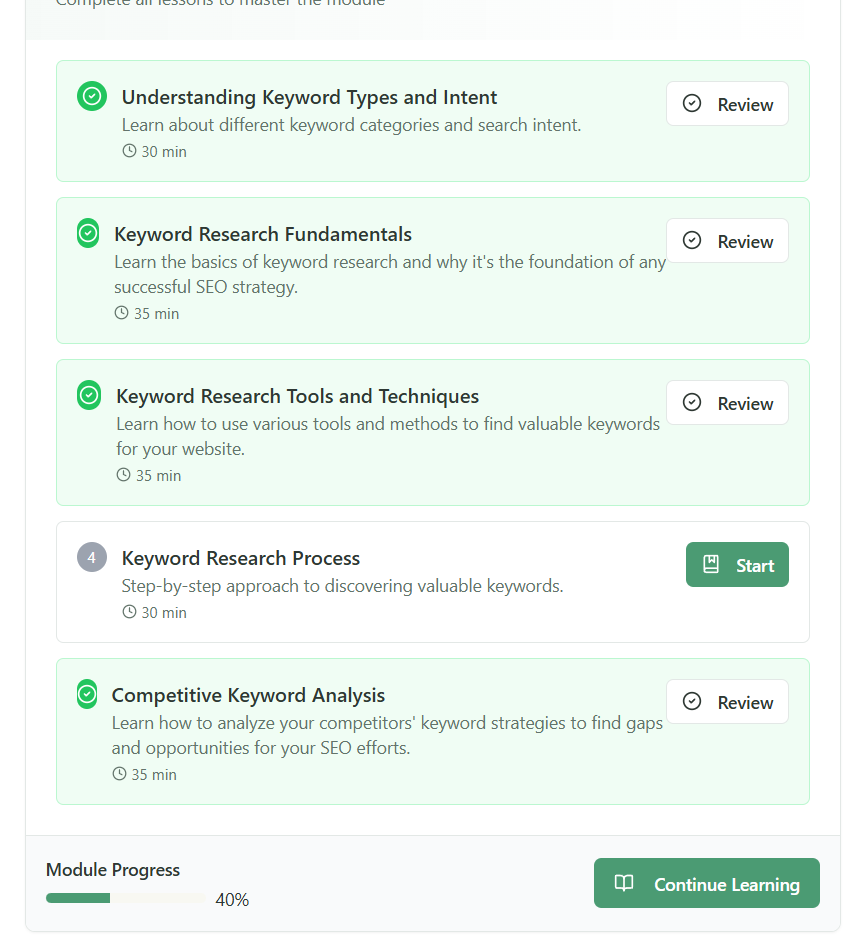 Complete all lessons to master the module
Understanding Keyword Types and Intent
Review
Learn about different keyword categories and search intent.
30 min
Keyword Research Fundamentals
Review
Learn the basics of keyword research and why it's the foundation of any
successful SEO strategy.
35 min
Keyword Research Tools and Techniques
Review
Learn how to use various tools and methods to find valuable keywords
for your website.
35 min
4
Keyword Research Process
Start
Step-by-step approach to discovering valuable keywords.
30 min
Competitive Keyword Analysis
Review
Learn how to analyze your competitors' keyword strategies to find gaps
and opportunities for your SEO efforts.
35 min
Module Progress
40%
Continue Learning